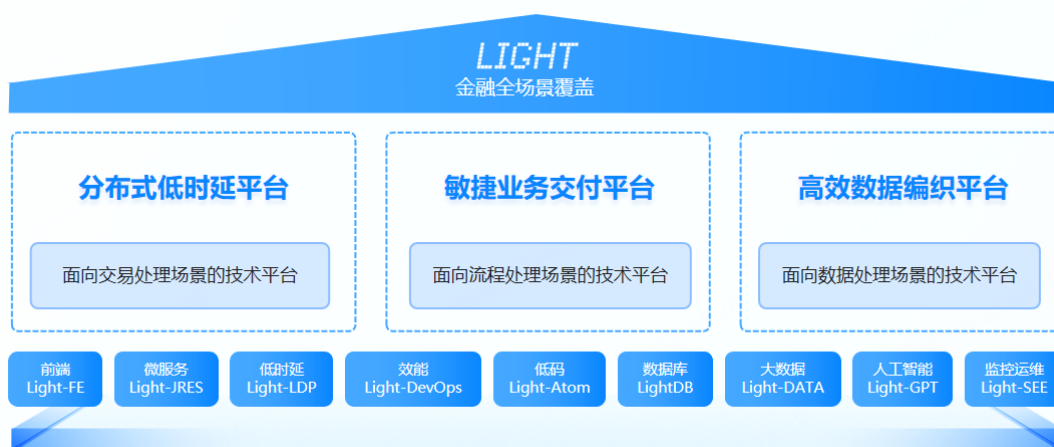 LIGHT
金融全场景覆盖
分布式低时延平台
面向交易处理场景的技术平台
敏捷业务交付平台
面向流程处理场景的技术平台
高效数据编织平台
面向数据处理场景的技术平台
前端
Light-FE
微服务
Light-JRES
低时延
Light-LDP
效能
Light-DevOps
低码
Light-Atom
数据库
LightDB
大数据
Light-DATA
人工智能
Light-GPT
监控运维
Light-SEE